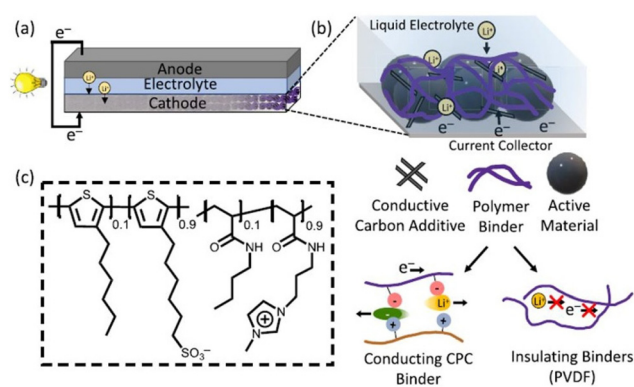 (a)
e⁻
Anode
Li⁺
Electrolyte
Li⁺
Cathode
e⁻
(b)
Liquid Electrolyte
Li⁺
Li⁺
Li⁺
Li⁺
e⁻
e⁻
e⁻
Current Collector
Conductive
Carbon Additive
Polymer
Binder
Active
Material
(c)
S
S
0.1
0.9
0.1
0.9
O
NH
O
NH
N
N
+
SO₃⁻
e⁻
-
-
Li⁺
+
+
Conducting CPC
Binder
Li⁺
e⁻
Insulating Binders
(PVDF)